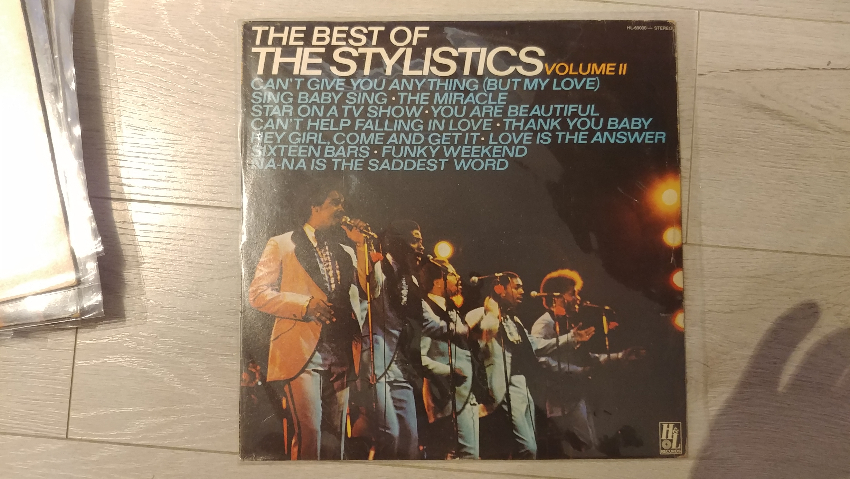 HL-69000 — STEREO
THE BEST OF
THE STYLISTICS VOLUME II
CAN'T GIVE YOU ANYTHING (BUT MY LOVE)
SING BABY SING • THE MIRACLE
STAR ON A TV SHOW • YOU ARE BEAUTIFUL
CAN'T HELP FALLING IN LOVE • THANK YOU BABY
HEY GIRL, COME AND GET IT • LOVE IS THE ANSWER
SIXTEEN BARS • FUNKY WEEKEND
NA-NA IS THE SADDEST WORD
H&L
RECORDS